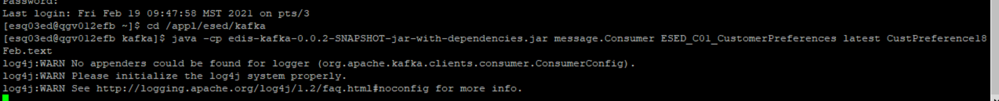 Password:
Last login: Fri Feb 19 09:47:58 MST 2021 on pts/3
[esq03ed@qgv012efb ~]$ cd /appl/esed/kafka
[esq03ed@qgv012efb kafka]$ java -cp edis-kafka-0.0.2-SNAPSHOT-jar-with-dependencies.jar message.Consumer ESED_C01_CustomerPreferences latest CustPreference18
Feb.text
log4j:WARN No appenders could be found for logger (org.apache.kafka.clients.consumer.ConsumerConfig).
log4j:WARN Please initialize the log4j system properly.
log4j:WARN See http://logging.apache.org/log4j/1.2/faq.html#noconfig for more info.